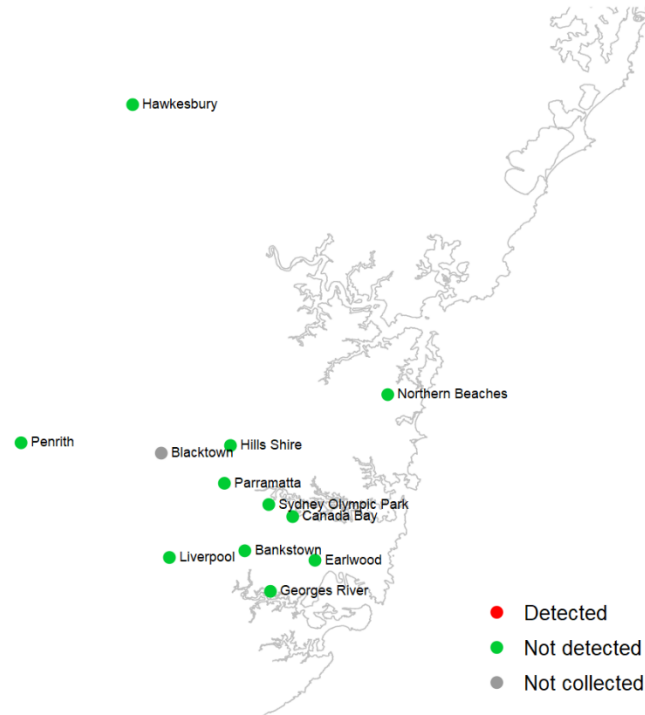 Hawkesbury
Northern Beaches
Penrith
Hills Shire
Blacktown
Parramatta
Sydney Olympic Park
Canada Bay
Bankstown
Liverpool
Earlwood
Georges River
Detected
Not detected
Not collected